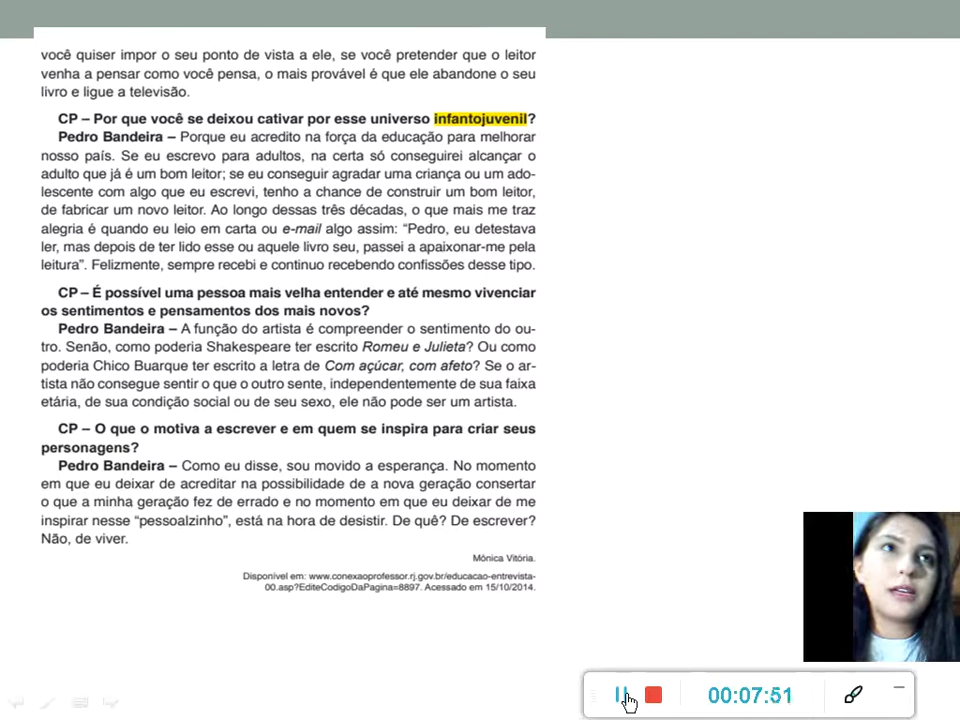 você quiser impor o seu ponto de vista a ele, se você pretender que o leitor
venha a pensar como você pensa, o mais provável é que ele abandone o seu
livro e ligue a televisão.
CP – Por que você se deixou cativar por esse universo infantojuvenil?
Pedro Bandeira – Porque eu acredito na força da educação para melhorar
nosso país. Se eu escrevo para adultos, na certa só conseguirei alcançar o
adulto que já é um bom leitor; se eu conseguir agradar uma criança ou um ado-
lescente com algo que eu escrevi, tenho a chance de construir um bom leitor,
de fabricar um novo leitor. Ao longo dessas três décadas, o que mais me traz
alegria é quando eu leio em carta ou e-mail algo assim: “Pedro, eu detestava
ler, mas depois de ter lido esse ou aquele livro seu, passei a apaixonar-me pela
leitura”. Felizmente, sempre recebi e continuo recebendo confissões desse tipo.
CP – É possível uma pessoa mais velha entender e até mesmo vivenciar
os sentimentos e pensamentos dos mais novos?
Pedro Bandeira – A função do artista é compreender o sentimento do ou-
tro. Senão, como poderia Shakespeare ter escrito Romeu e Julieta? Ou como
poderia Chico Buarque ter escrito a letra de Com açúcar, com afeto? Se o ar-
tista não consegue sentir o que o outro sente, independentemente de sua faixa
etária, de sua condição social ou de seu sexo, ele não pode ser um artista.
CP – O que o motiva a escrever e em quem se inspira para criar seus
personagens?
Pedro Bandeira – Como eu disse, sou movido a esperança. No momento
em que eu deixar de acreditar na possibilidade de a nova geração consertar
o que a minha geração fez de errado e no momento em que eu deixar de me
inspirar nesse “pessoalzinho”, está na hora de desistir. De quê? De escrever?
Não, de viver.
Mônica Vitória.
Disponível em: www.conexaoprofessor.rj.gov.br/educacao-entrevista-
00.asp?EditeCodigoDaPagina=8897. Acessado em 15/10/2014.
00:07:51